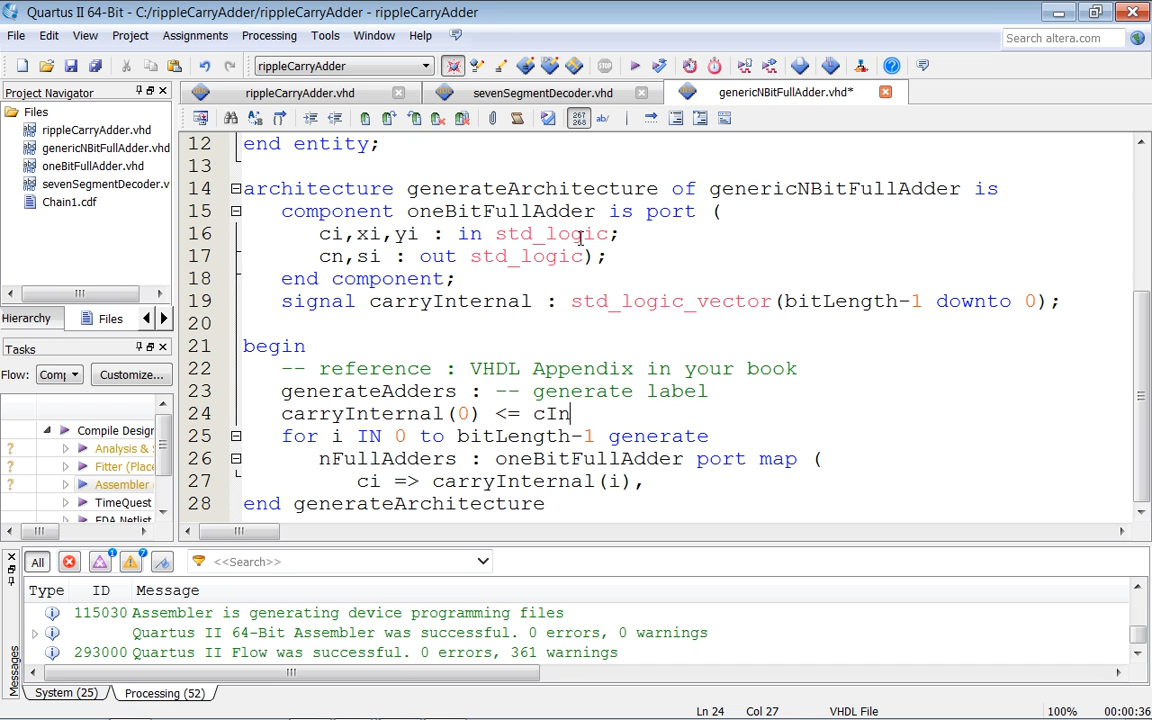 Quartus II 64-Bit - C:/rippleCarryAdder/rippleCarryAdder - rippleCarryAdder
File Edit View Project Assignments Processing Tools Window Help
Search altera.com
rippleCarryAdder
Project Navigator
rippleCarryAdder.vhd
sevenSegmentDecoder.vhd
genericNBitFullAdder.vhd*
Files
rippleCarryAdder.vhd
genericNBitFullAdder.vhd
oneBitFullAdder.vhd
sevenSegmentDecoder.v
Chain1.cdf
Hierarchy
Files
Tasks
Flow: Comp
Customize...
Compile Design
Analysis & S
Fitter (Place
Assembler
TimeQuest
EDA Netlist
267
268
ab/
12 end entity;
13
14 architecture generateArchitecture of genericNBitFullAdder is
15 component oneBitFullAdder is port (
16 ci,xi,yi : in std_logic;
17 cn,si : out std_logic);
18 end component;
19 signal carryInternal : std_logic_vector(bitLength-1 downto 0);
20
21 begin
22 -- reference : VHDL Appendix in your book
23 generateAdders : -- generate label
24 carryInternal(0) <= cIn
25 for i IN 0 to bitLength-1 generate
26 nFullAdders : oneBitFullAdder port map (
27 ci => carryInternal(i),
28 end generateArchitecture
All
1
7
<<Search>>
Type ID Message
115030 Assembler is generating device programming files
Quartus II 64-Bit Assembler was successful. 0 errors, 0 warnings
293000 Quartus II Flow was successful. 0 errors, 361 warnings
Messages
System (25)
Processing (52)
Ln 24 Col 27 VHDL File 100% 00:00:36